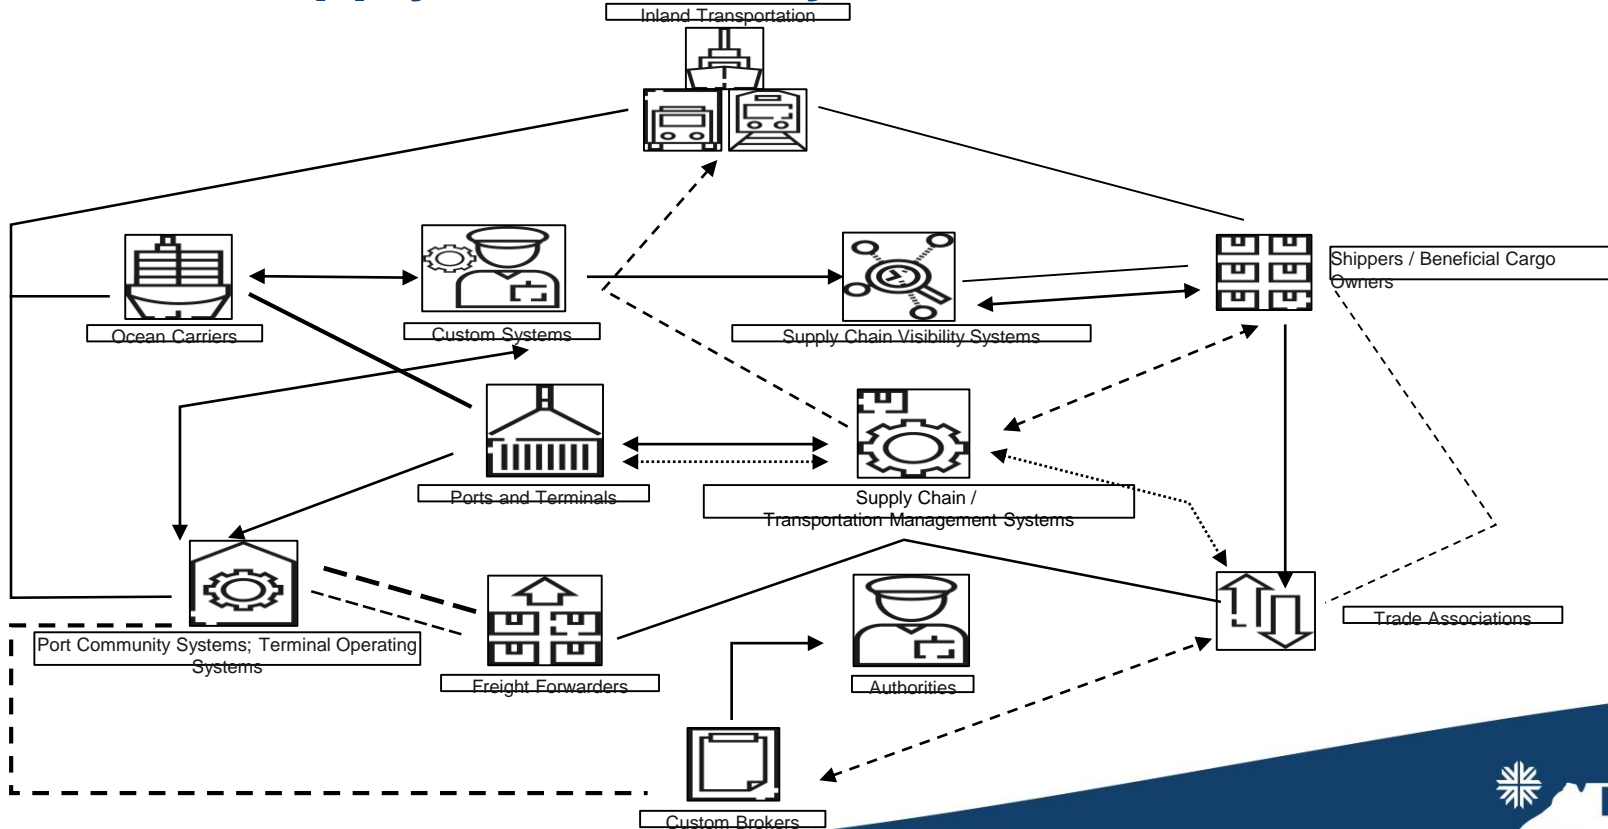 Inland Transportation
Shippers / Beneficial Cargo
Owners
Ocean Carriers
Custom Systems
Supply Chain Visibility Systems
Ports and Terminals
Supply Chain /
Transportation Management Systems
Trade Associations
Port Community Systems; Terminal Operating
Systems
Freight Forwarders
Authorities
Custom Brokers